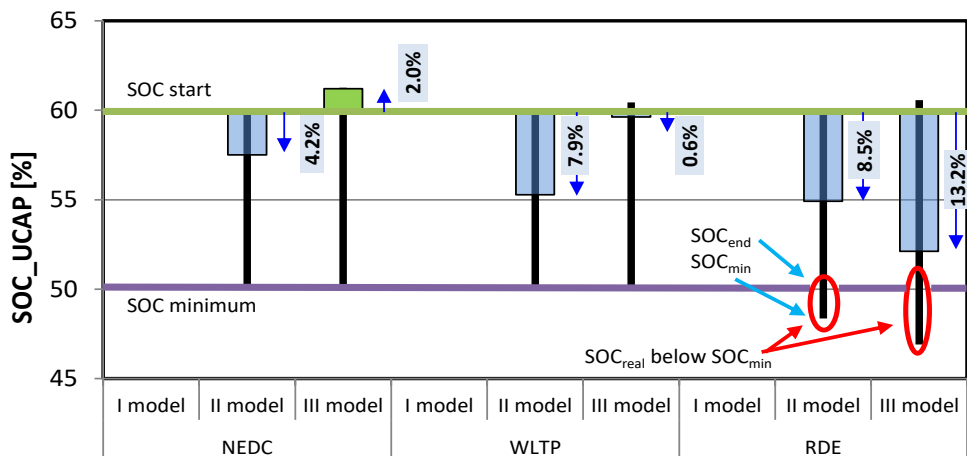 65
60
55
50
45
SOC_UCAP [%]
SOC start
4.2%
2.0%
7.9%
0.6%
8.5%
13.2%
SOC minimum
SOCend
SOCmin
SOCreal below SOCmin
I model II model III model I model II model III model I model II model III model
NEDC WLTP RDE